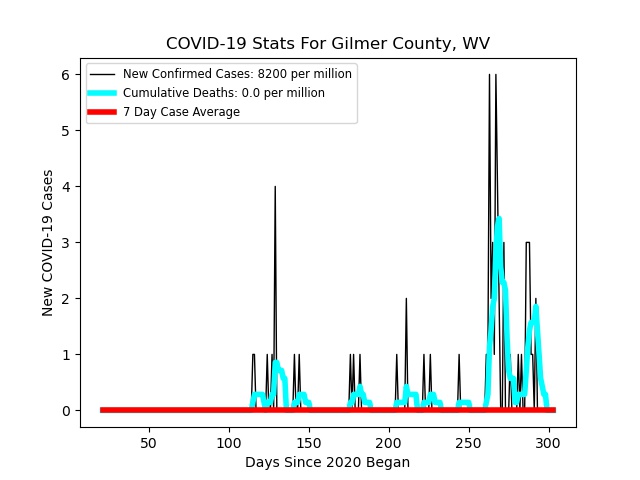 COVID-19 Stats For Gilmer County, WV
New Confirmed Cases: 8200 per million
Cumulative Deaths: 0.0 per million
7 Day Case Average
6
5
4
3
2
1
0
New COVID-19 Cases
50 100 150 200 250 300
Days Since 2020 Began